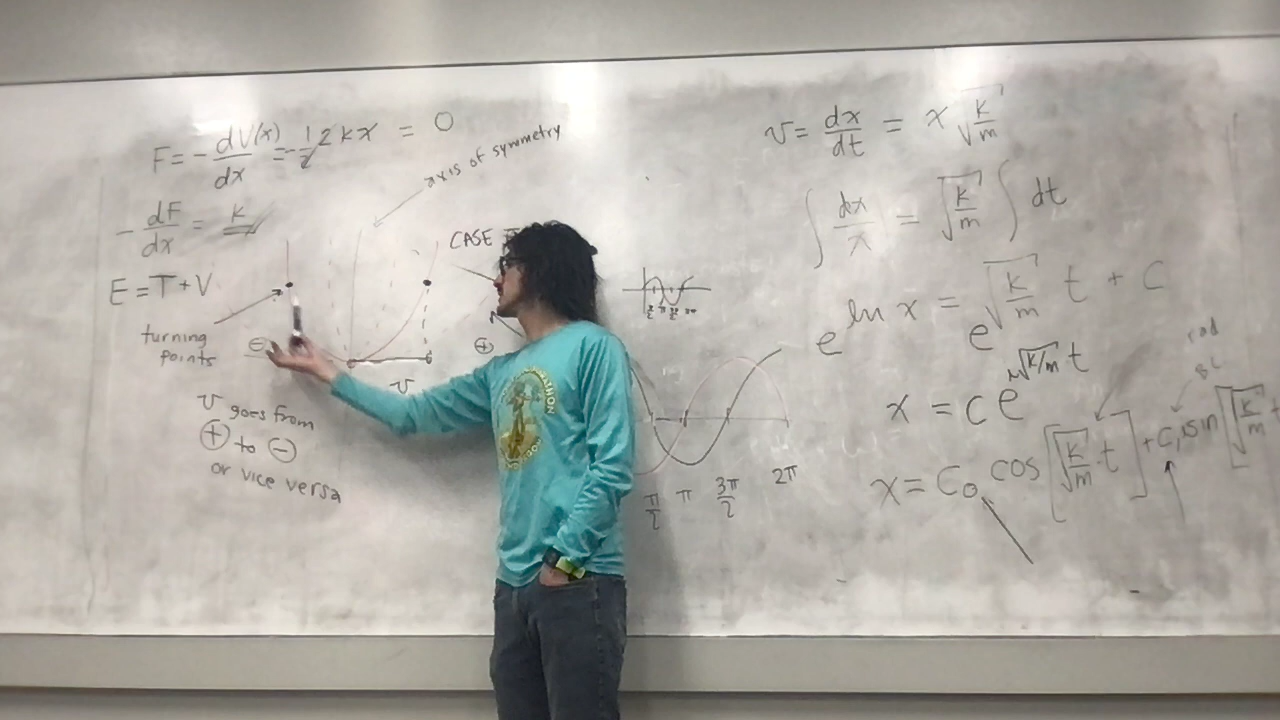 F = - dV(x)/dx = -1/2 2kx = 0
- dF/dx = k
E = T + V
axis of symmetry
CASE
turning
points
⊖
⊕
v
v goes from
⊕ to ⊖
or vice versa
π/2 π 3π/2 2π
v = dx/dt = x √(k/m)
∫ dx/x = √(k/m) ∫ dt
e^(ln x) = e^(√(k/m) t + C)
x = c e^(√(k/m) t)
rad
x = C₀ cos[√(k/m) · t] + C₁ sin[√(k/m)